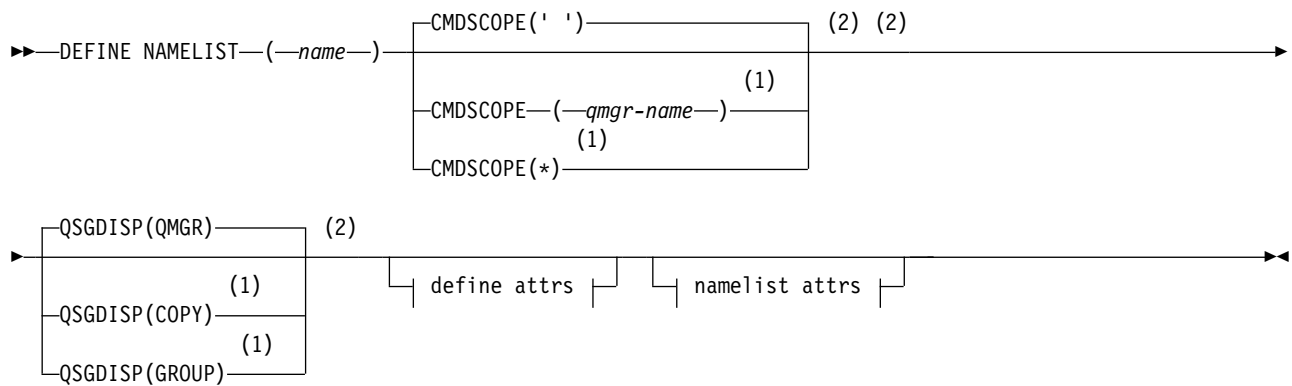 CMDSCOPE(' ') (2) (2)
DEFINE NAMELIST ( name )
(1)
CMDSCOPE ( qmgr-name )
(1)
CMDSCOPE(*)
QSGDISP(QMGR) (2)
define attrs namelist attrs
(1)
QSGDISP(COPY)
(1)
QSGDISP(GROUP)